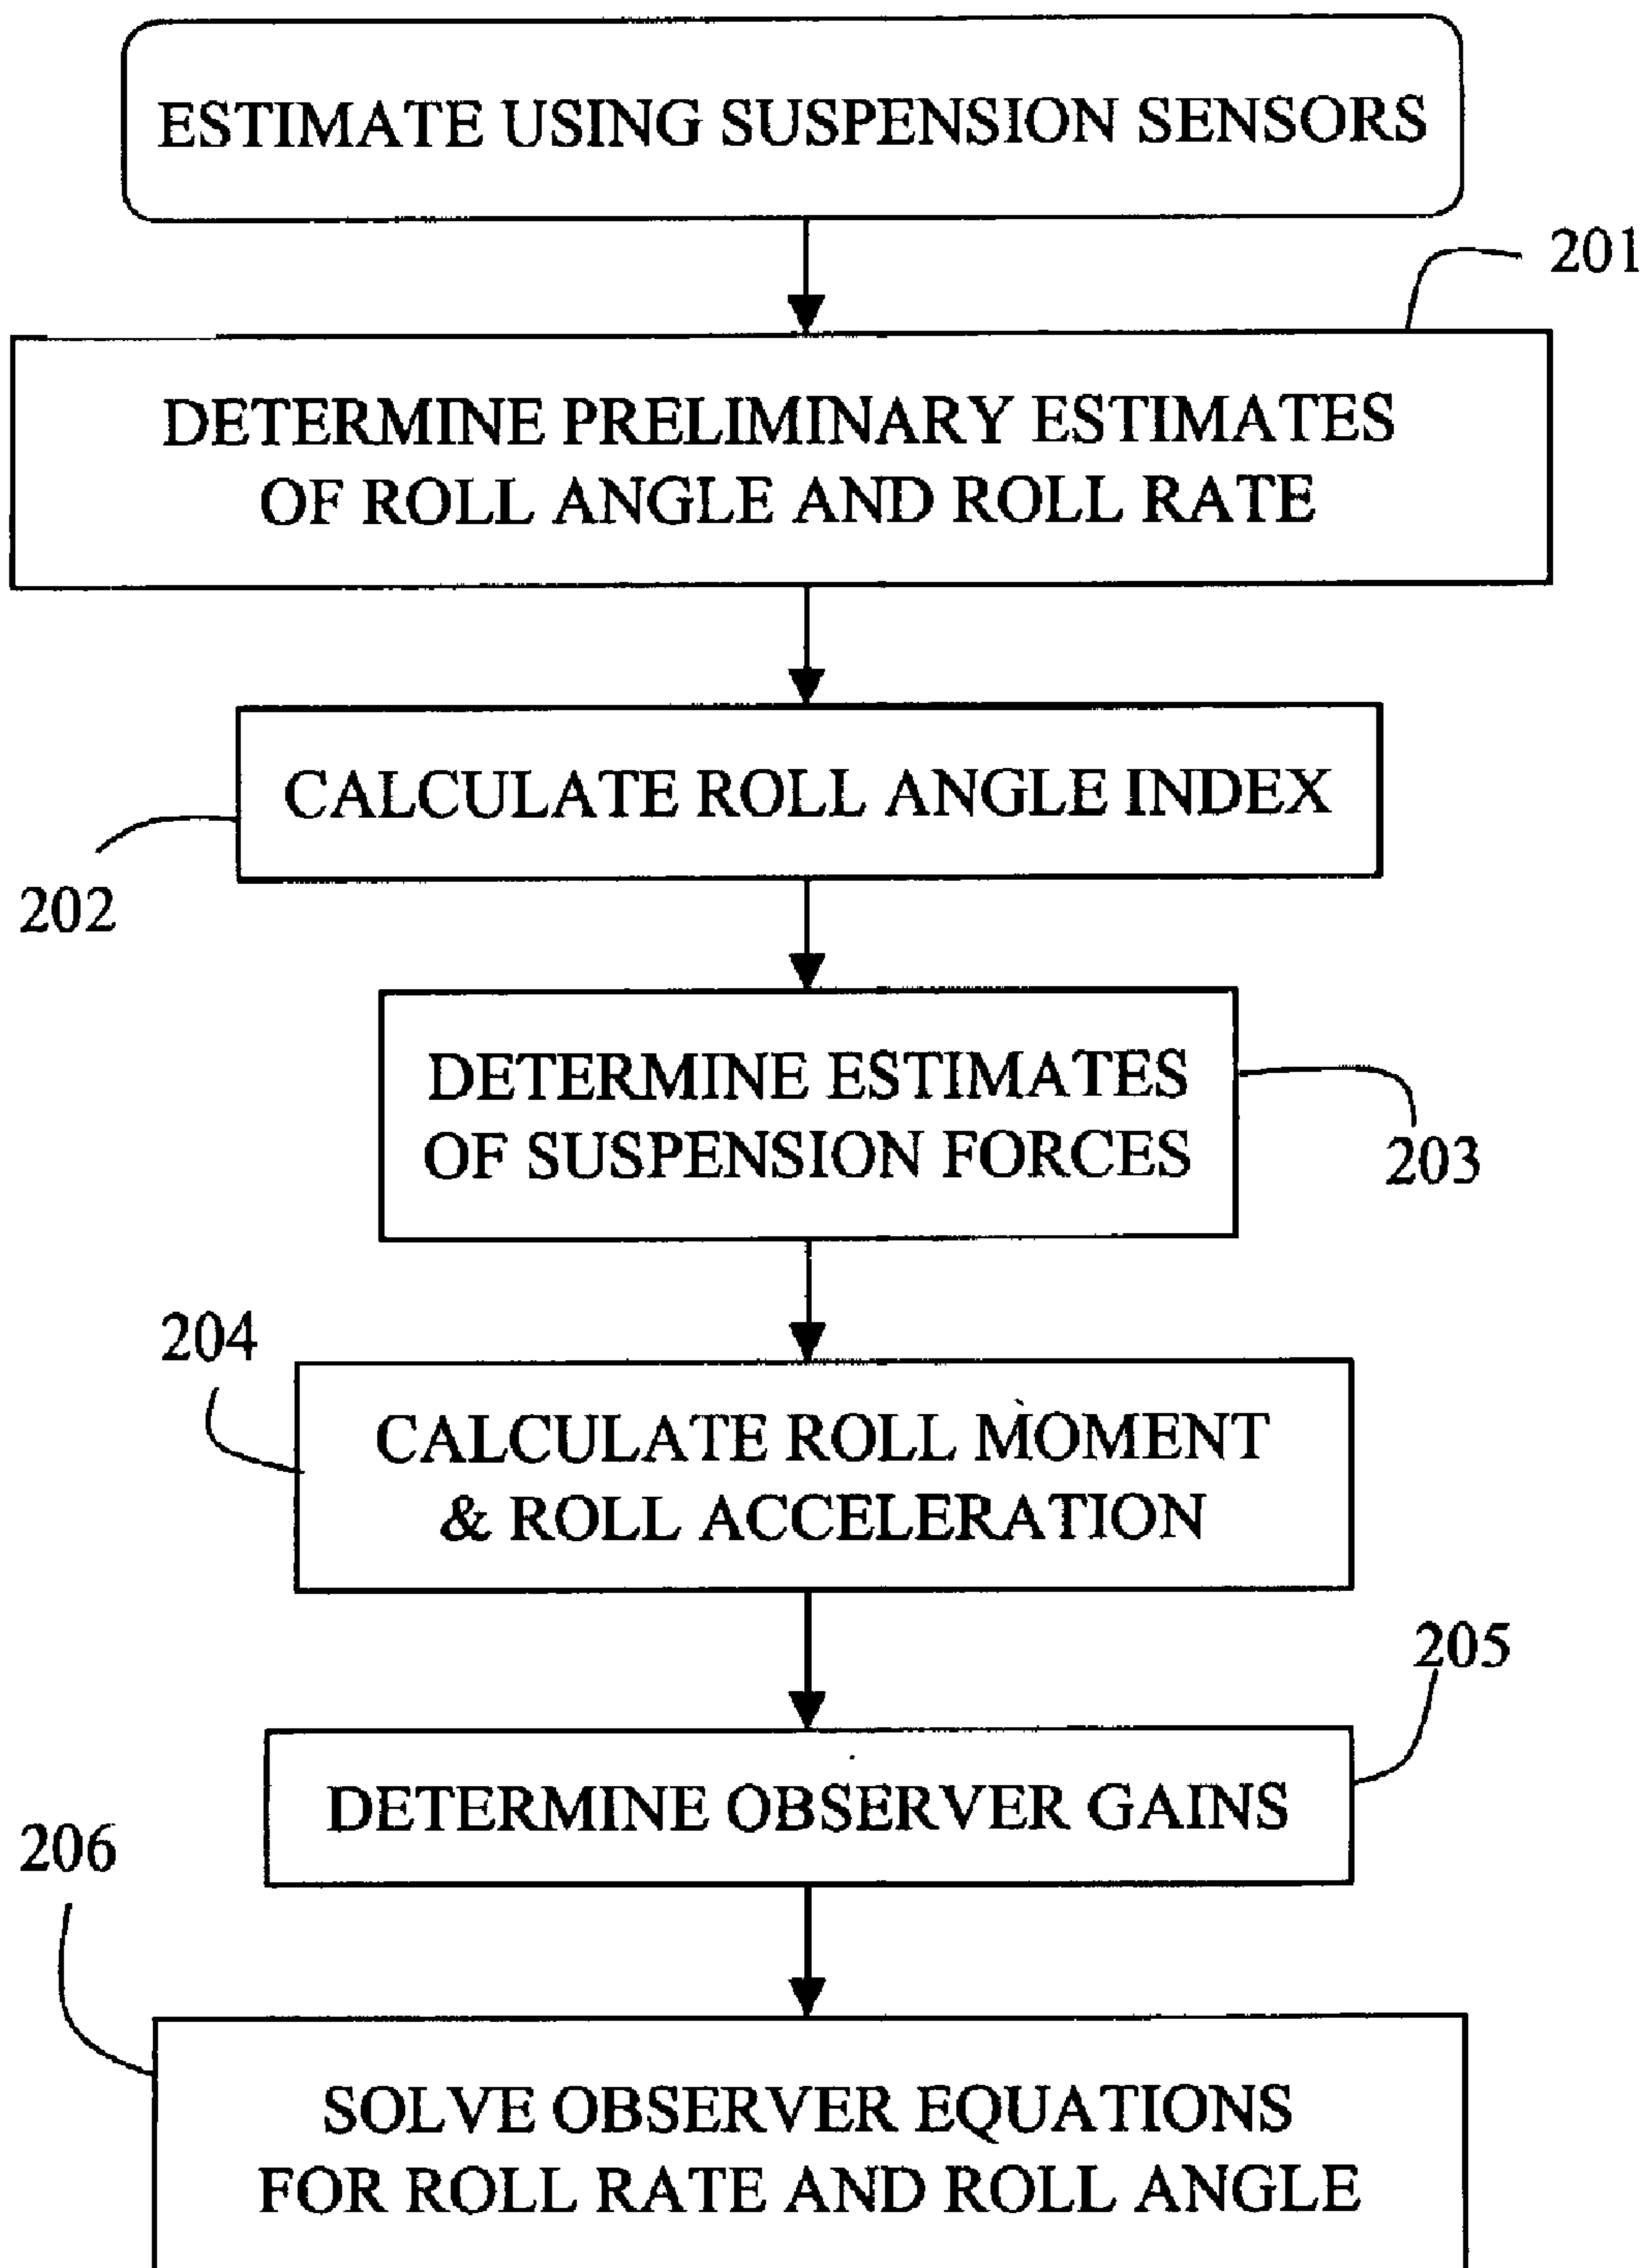 ESTIMATE USING SUSPENSION SENSORS
201
DETERMINE PRELIMINARY ESTIMATES
OF ROLL ANGLE AND ROLL RATE
CALCULATE ROLL ANGLE INDEX
202
DETERMINE ESTIMATES
OF SUSPENSION FORCES
203
204
CALCULATE ROLL MOMENT
& ROLL ACCELERATION
205
DETERMINE OBSERVER GAINS
206
SOLVE OBSERVER EQUATIONS
FOR ROLL RATE AND ROLL ANGLE